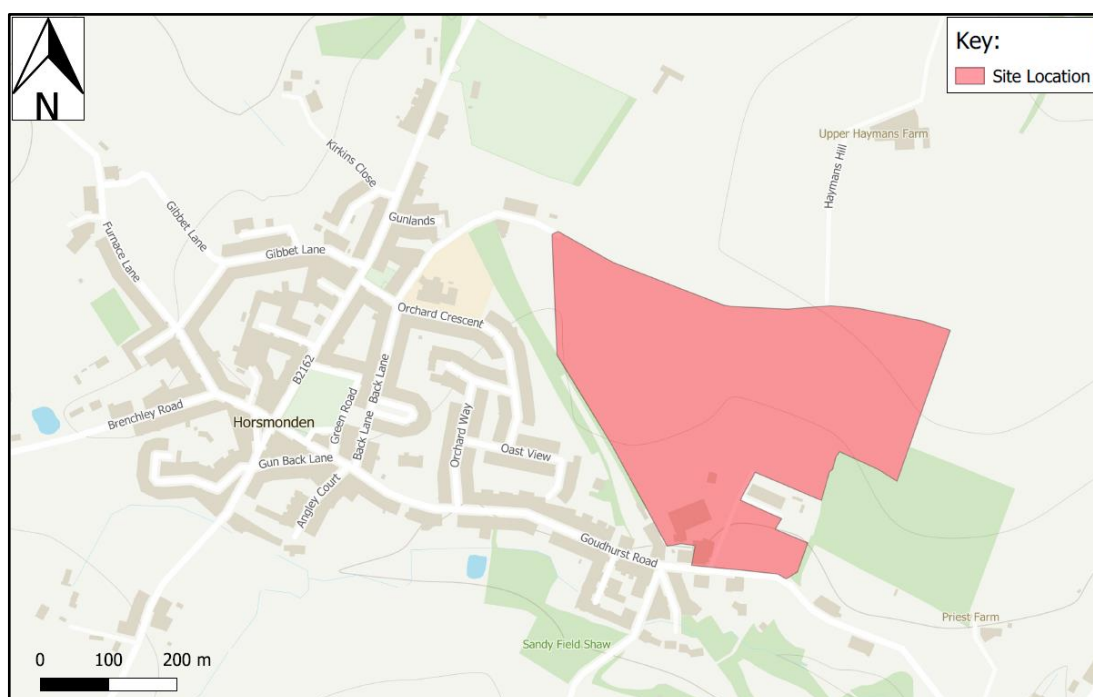 N
Key:
Site Location
Upper Haymans Farm
Haymans Hill
Kirkins Close
Gunlands
Gibbet Lane
Gibbet Lane
Furnace Lane
Orchard Crescent
B2162
Back Lane
Brenchley Road
Horsmonden
Green Road
Back Lane
Orchard Way
Oast View
Gun Back Lane
Angley Court
Goudhurst Road
Priest Farm
Sandy Field Shaw
0 100 200 m